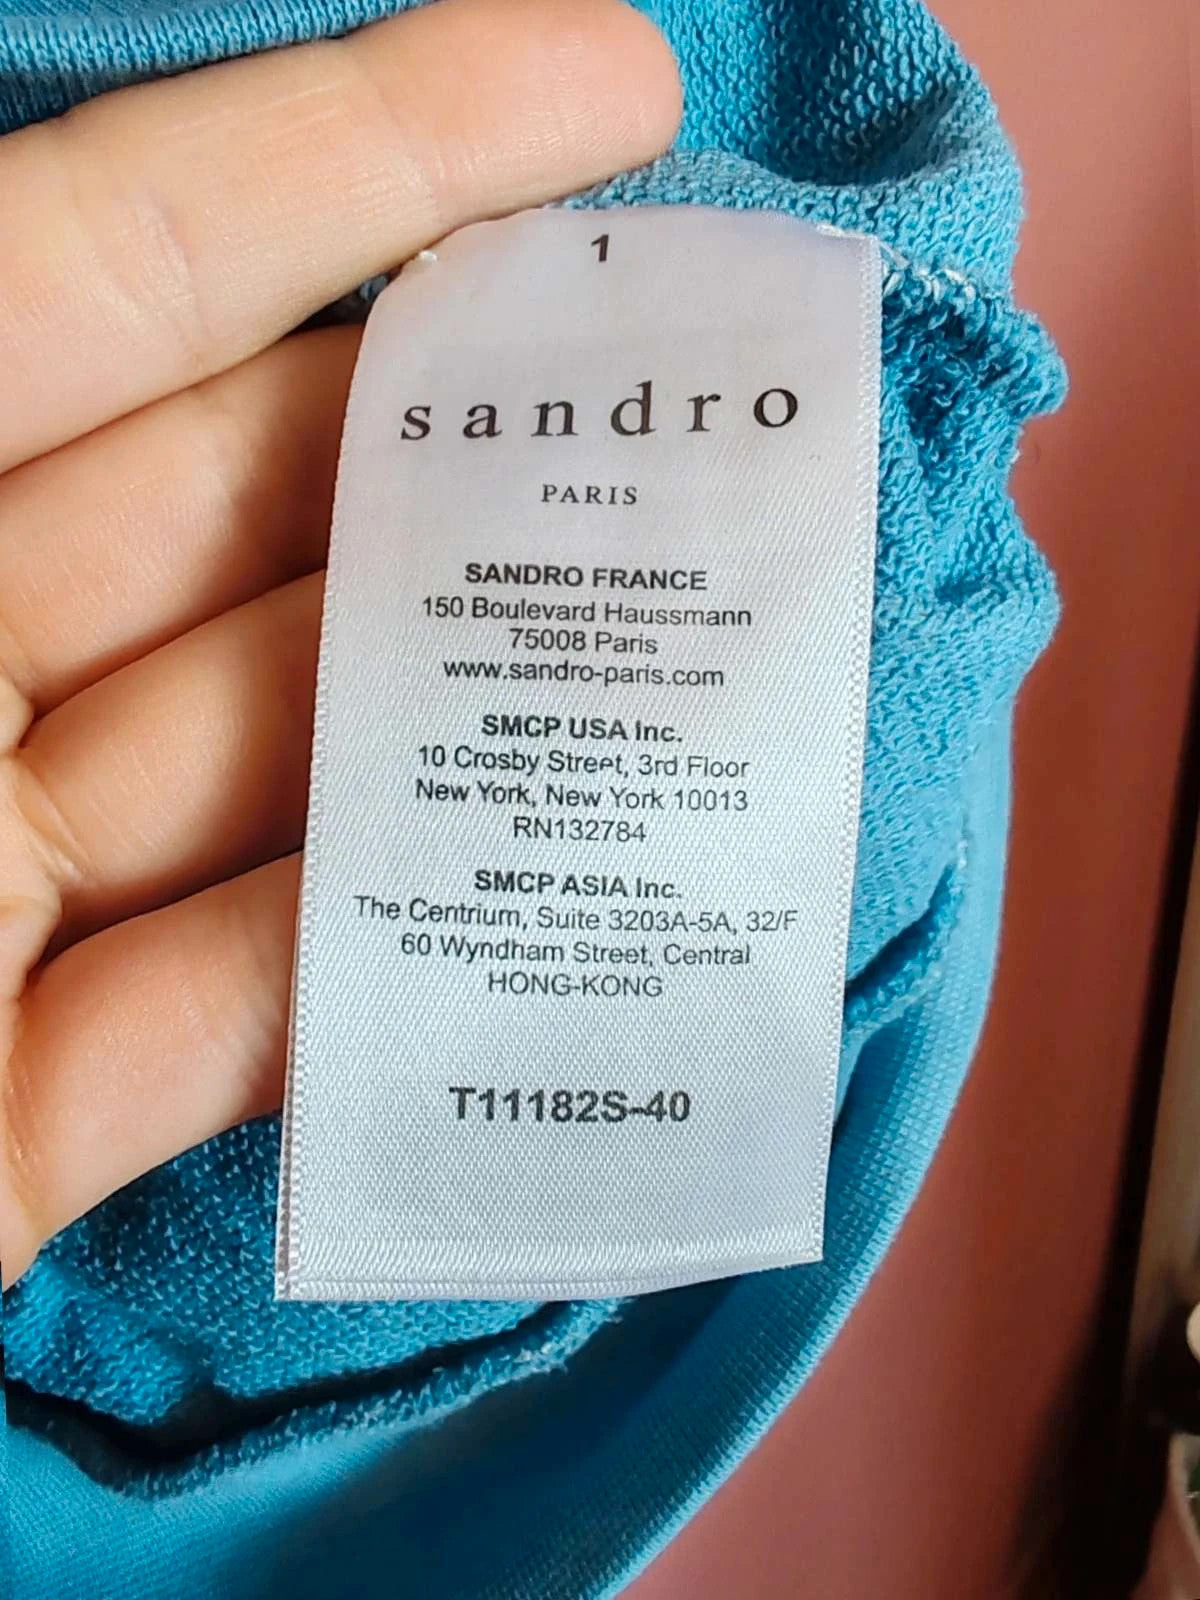 1
sandro
PARIS
SANDRO FRANCE
150 Boulevard Haussmann
75008 Paris
www.sandro-paris.com
SMCP USA Inc.
10 Crosby Street, 3rd Floor
New York, New York 10013
RN132784
SMCP ASIA Inc.
The Centrium, Suite 3203A-5A, 32/F
60 Wyndham Street, Central
HONG-KONG
T11182S-40